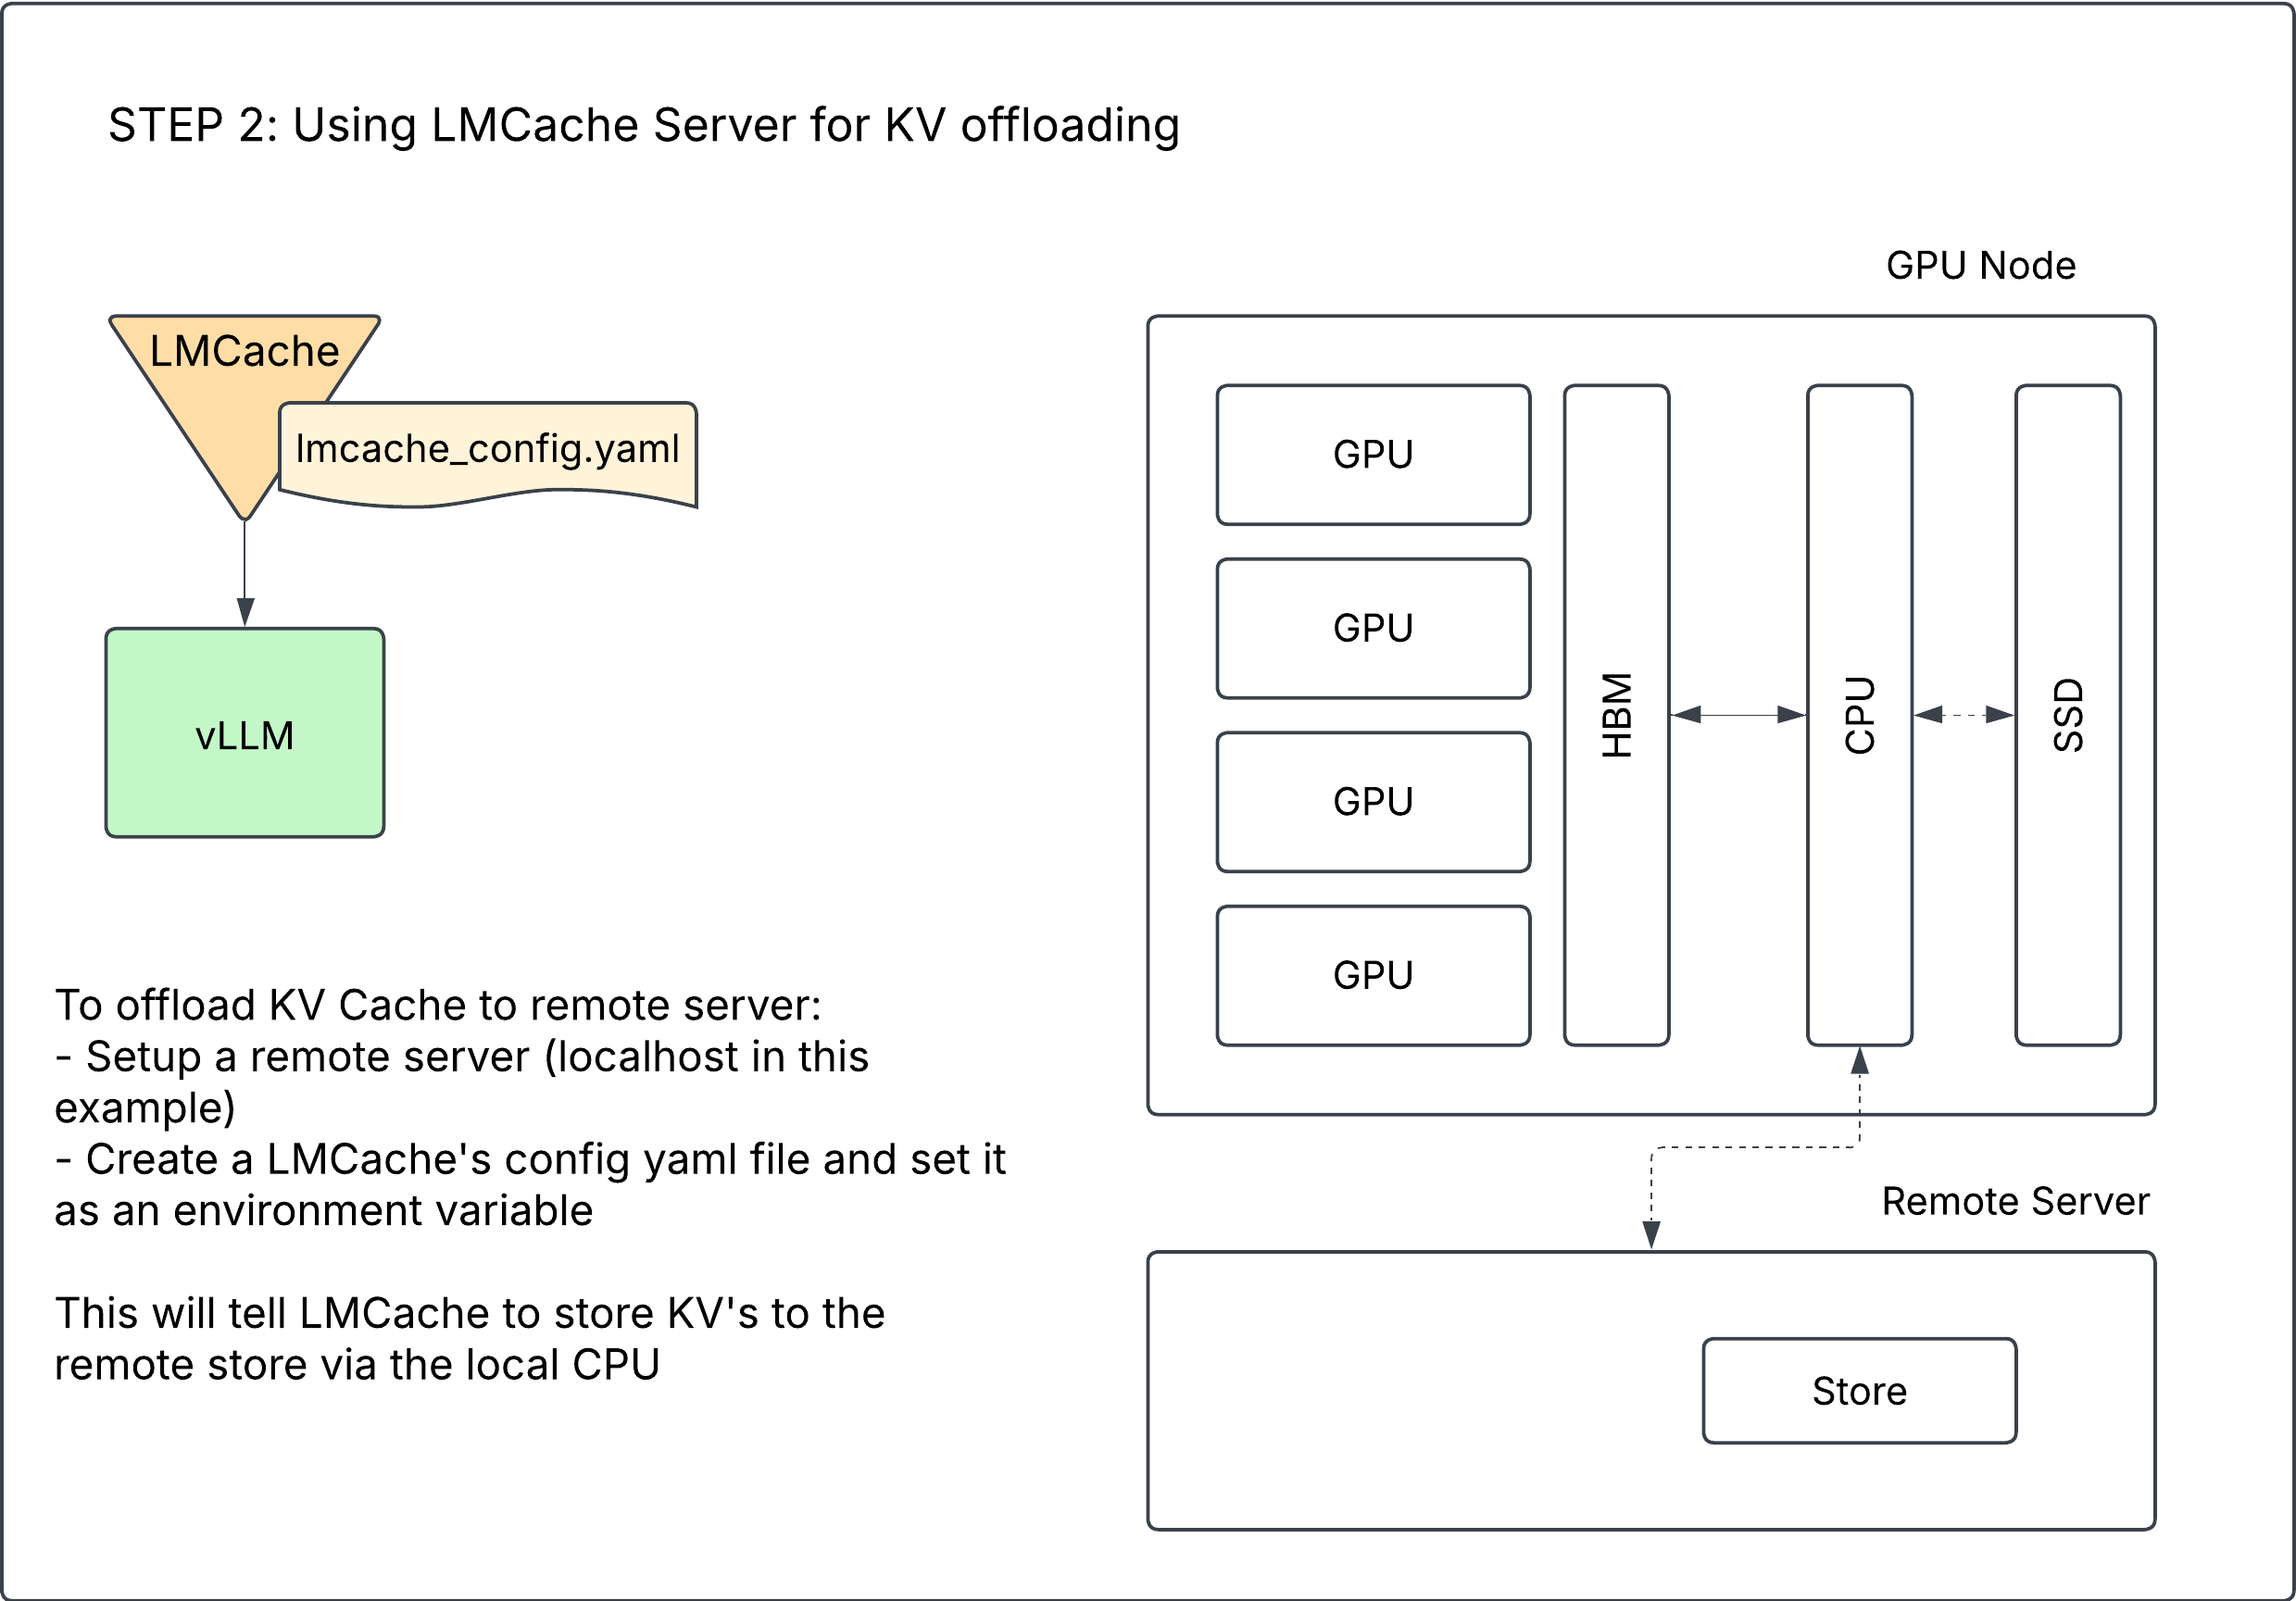 STEP 2: Using LMCache Server for KV offloading
GPU Node
LMCache
lmcache_config.yaml
vLLM
GPU
GPU
GPU
GPU
HBM
CPU
SSD
To offload KV Cache to remote server:
- Setup a remote server (localhost in this
example)
- Create a LMCache's config yaml file and set it
as an environment variable
This will tell LMCache to store KV's to the
remote store via the local CPU
Remote Server
Store